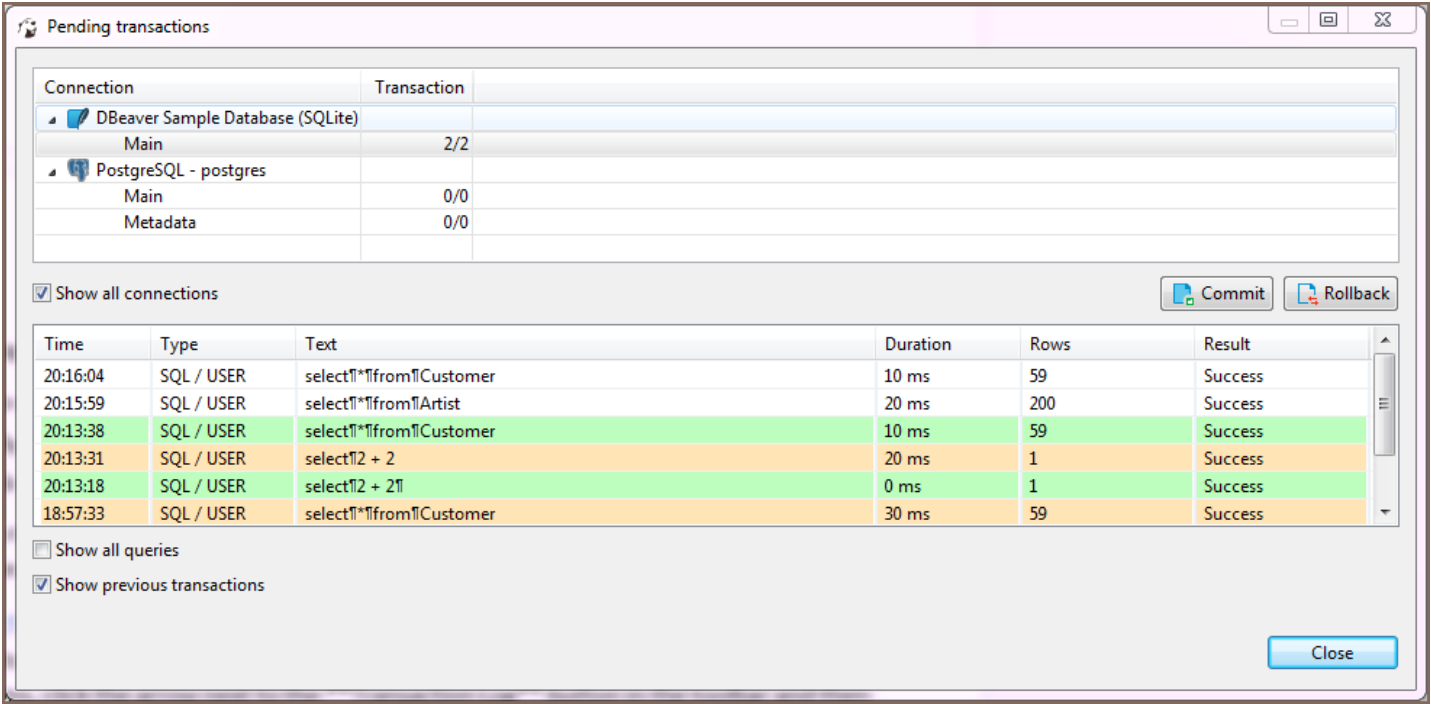 Pending transactions
Connection Transaction
DBeaver Sample Database (SQLite)
Main 2/2
PostgreSQL - postgres
Main 0/0
Metadata 0/0
Show all connections Commit Rollback
Time Type Text Duration Rows Result
20:16:04 SQL / USER select¶*¶from¶Customer 10 ms 59 Success
20:15:59 SQL / USER select¶*¶from¶Artist 20 ms 200 Success
20:13:38 SQL / USER select¶*¶from¶Customer 10 ms 59 Success
20:13:31 SQL / USER select¶2 + 2 20 ms 1 Success
20:13:18 SQL / USER select¶2 + 2¶ 0 ms 1 Success
18:57:33 SQL / USER select¶*¶from¶Customer 30 ms 59 Success
Show all queries
Show previous transactions
Close